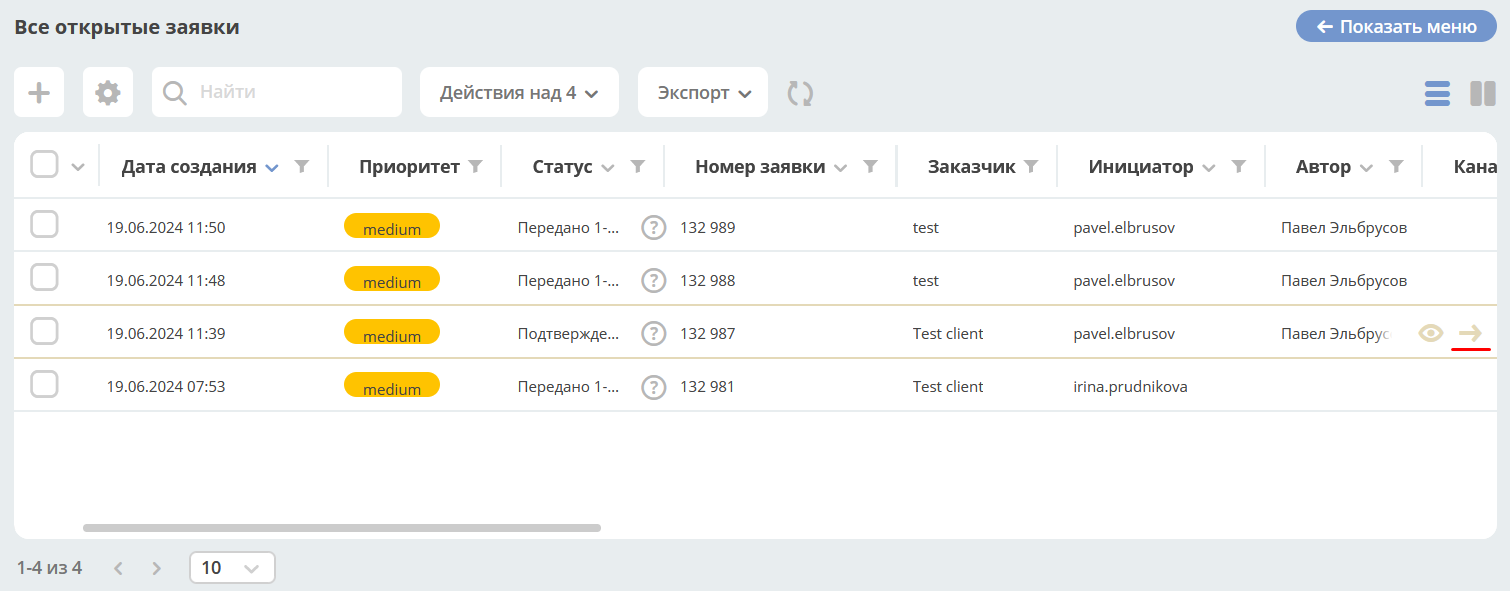 Все открытые заявки
Показать меню
Найти
Действия над 4
Экспорт
Дата создания Приоритет Статус Номер заявки Заказчик Инициатор Автор Кана
19.06.2024 11:50 medium Передано 1-... ? 132 989 test pavel.elbrusov Павел Эльбрусов
19.06.2024 11:48 medium Передано 1-... ? 132 988 test pavel.elbrusov Павел Эльбрусов
19.06.2024 11:39 medium Подтвержде... ? 132 987 Test client pavel.elbrusov Павел Эльбрус
19.06.2024 07:53 medium Передано 1-... ? 132 981 Test client irina.prudnikova
1-4 из 4
10